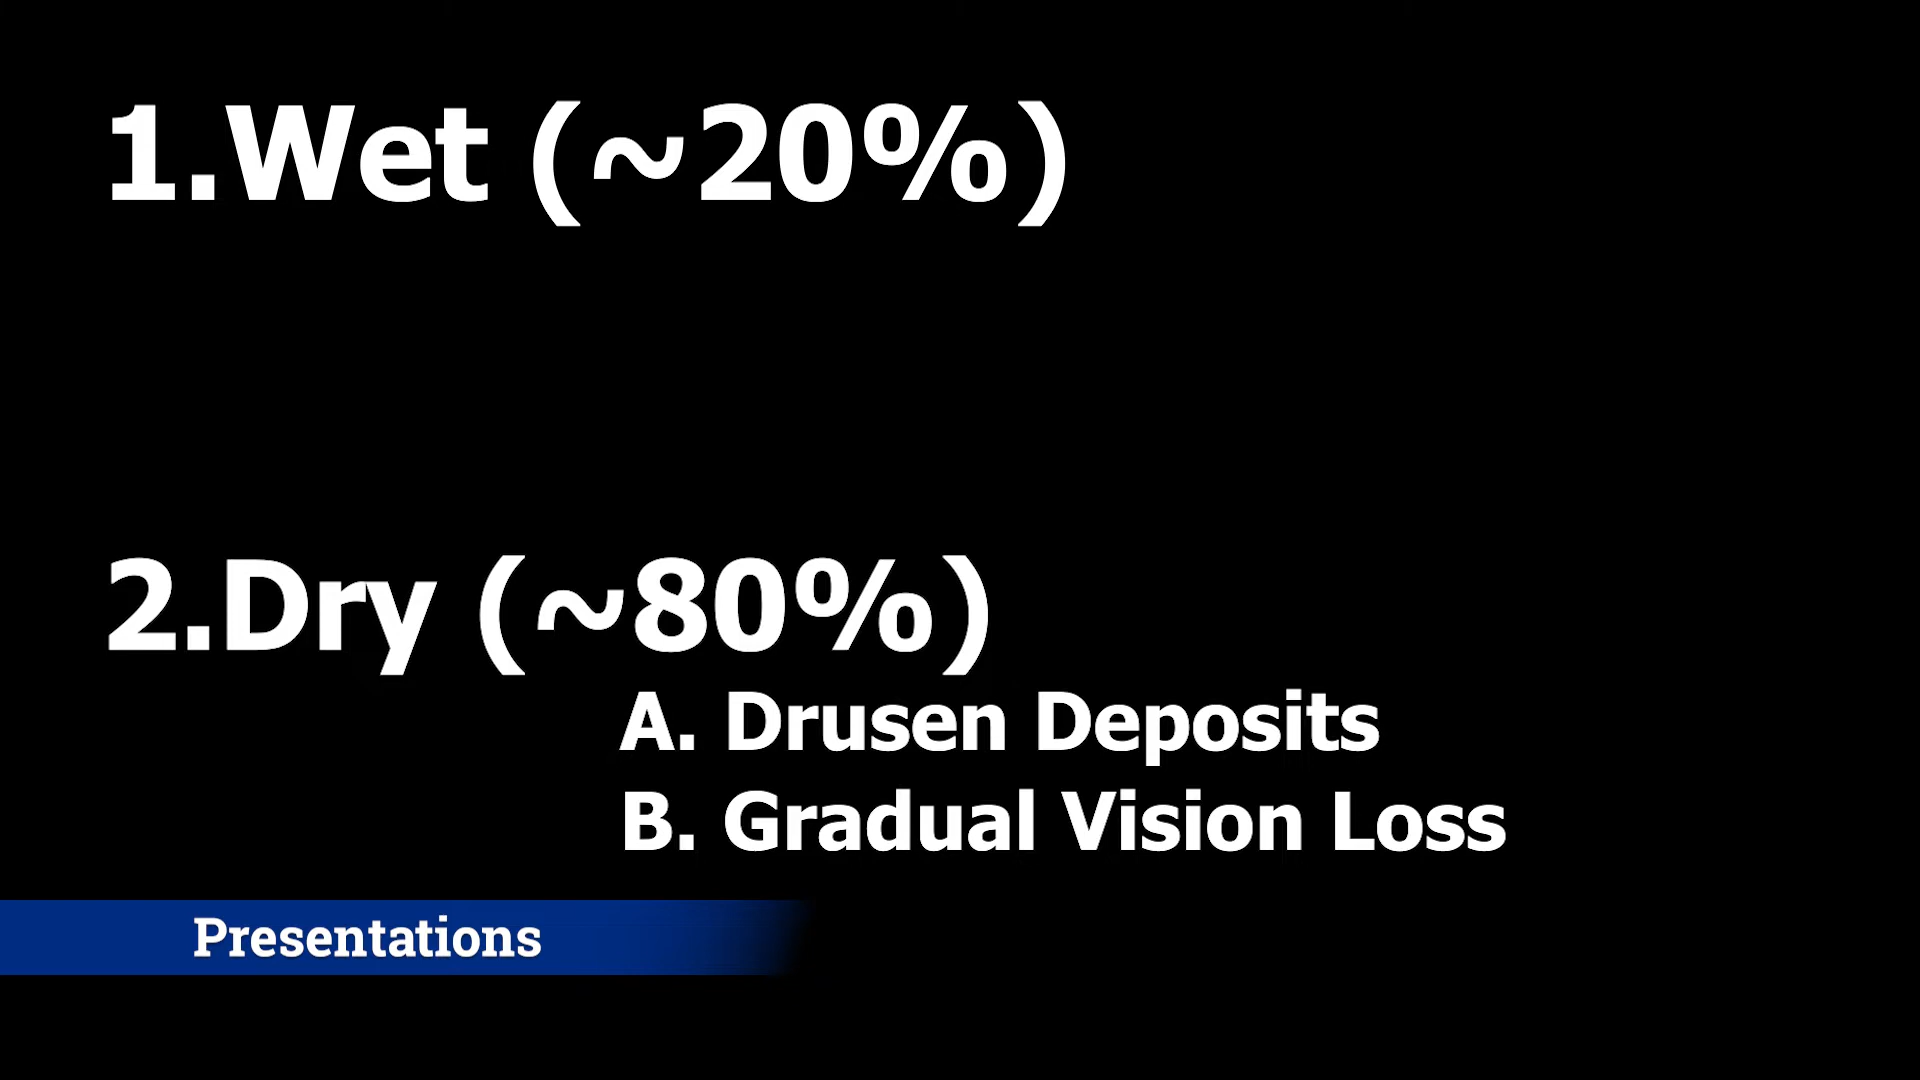 1.Wet (~20%)
2.Dry (~80%)
A. Drusen Deposits
B. Gradual Vision Loss
Presentations